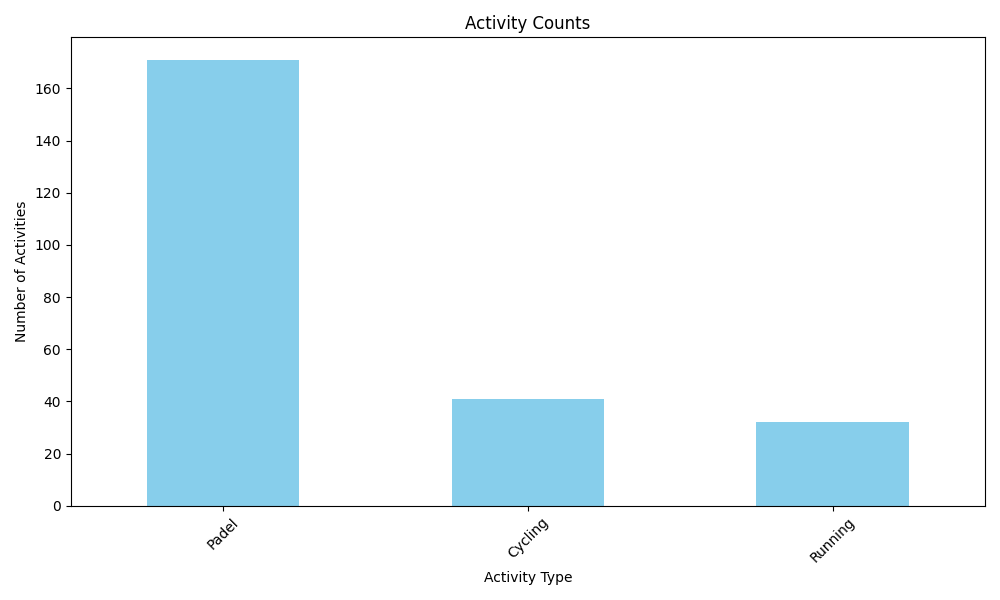 Activity Counts
Number of Activities
160
140
120
100
80
60
40
20
0
Padel
Cycling
Running
Activity Type